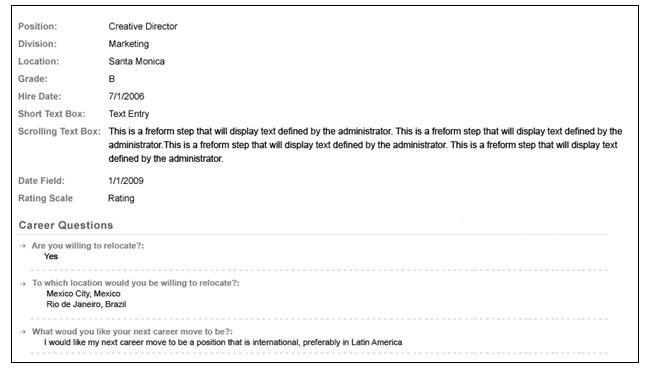 Position: Creative Director
Division: Marketing
Location: Santa Monica
Grade: B
Hire Date: 7/1/2006
Short Text Box: Text Entry
Scrolling Text Box: This is a freform step that will display text defined by the administrator. This is a freform step that will display text defined by the
administrator.This is a freform step that will display text defined by the administrator. This is a freform step that will display text
defined by the administrator.
Date Field: 1/1/2009
Rating Scale Rating
Career Questions
Are you willing to relocate?:
Yes
To which location would you be willing to relocate?:
Mexico City, Mexico
Rio de Janeiro, Brazil
What woud you like your next career move to be?:
I would like my next career move to be a position that is international, preferably in Latin America